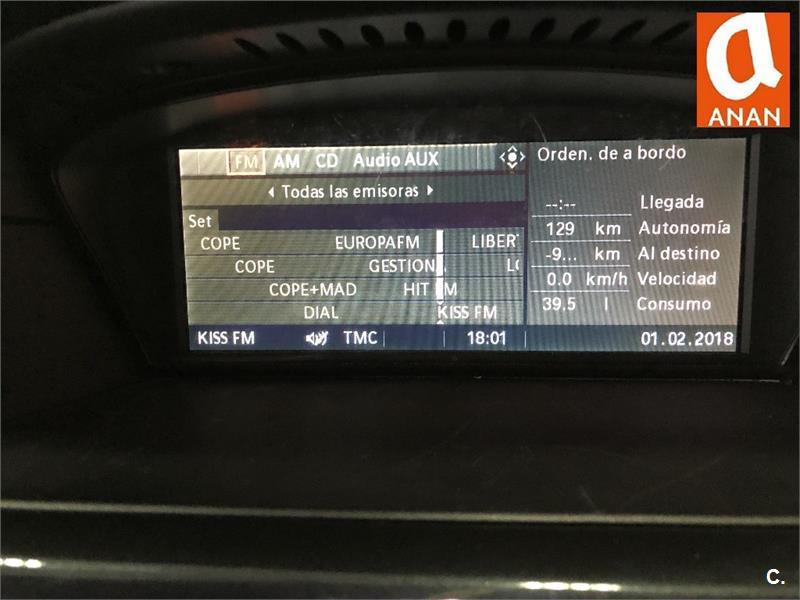 a
ANAN
FM AM CD Audio AUX
Todas las emisoras
Set
COPE EUROPAFM LIBERT
COPE GESTION
COPE+MAD HIT FM
DIAL KISS FM
KISS FM TMC 18:01
Orden. de a bordo
--:-- Llegada
129 km Autonomía
-9... km Al destino
0.0 km/h Velocidad
39.5 l Consumo
01.02.2018
C.